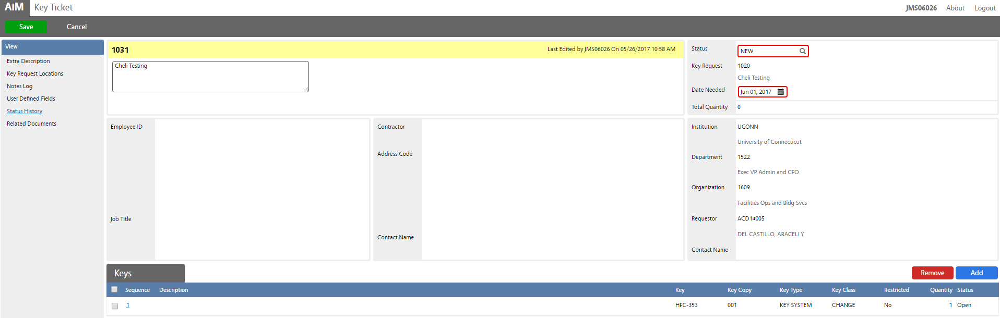 AiM Key Ticket JMS06026 About Logout
Save Cancel
View
Extra Description
Key Request Locations
Notes Log
User Defined Fields
Status History
Related Documents
1031 Last Edited by JMS06026 On 05/26/2017 10:58 AM
Cheli Testing
Status NEW
Key Request 1020
Cheli Testing
Date Needed Jun 01, 2017
Total Quantity 0
Employee ID
Job Title
Contractor
Address Code
Contact Name
Institution UCONN
University of Connecticut
Department 1522
Exec VP Admin and CFO
Organization 1609
Facilities Ops and Bldg Svcs
Requestor ACD14005
DEL CASTILLO, ARACELI Y
Contact Name
Keys Remove Add
Sequence Description Key Key Copy Key Type Key Class Restricted Quantity Status
1 HFC-353 001 KEY SYSTEM CHANGE No 1 Open